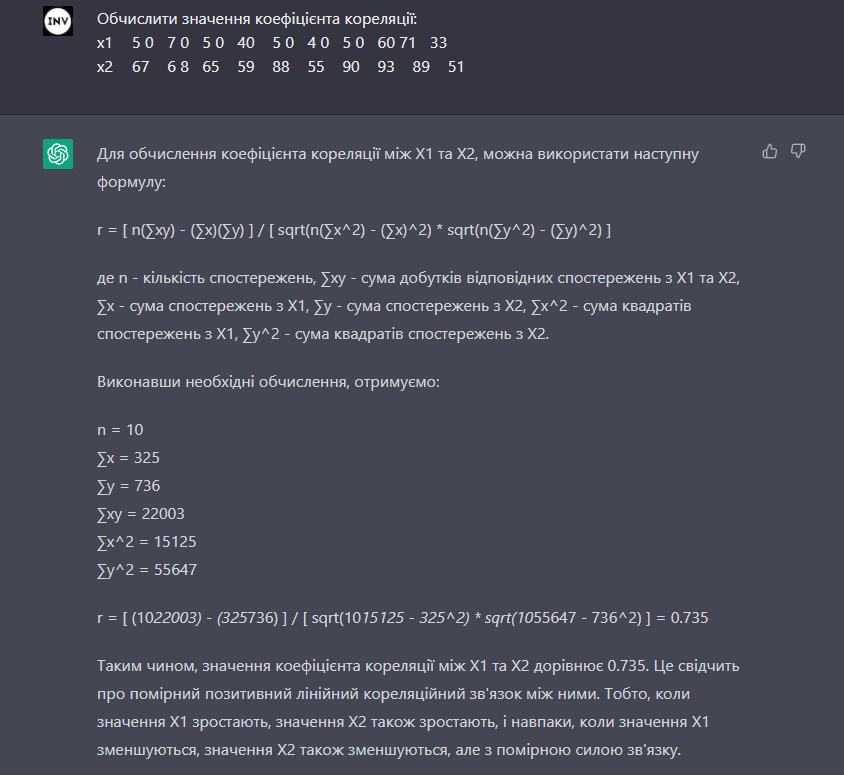 INV
Обчислити значення коефіцієнта кореляції:
x1 5 0 7 0 5 0 40 5 0 4 0 5 0 60 71 33
x2 67 6 8 65 59 88 55 90 93 89 51
Для обчислення коефіцієнта кореляції між X1 та X2, можна використати наступну
формулу:
r = [ n(∑xy) - (∑x)(∑y) ] / [ sqrt(n(∑x^2) - (∑x)^2) * sqrt(n(∑y^2) - (∑y)^2) ]
де n - кількість спостережень, ∑xy - сума добутків відповідних спостережень з X1 та X2,
∑x - сума спостережень з X1, ∑y - сума спостережень з X2, ∑x^2 - сума квадратів
спостережень з X1, ∑y^2 - сума квадратів спостережень з X2.
Виконавши необхідні обчислення, отримуємо:
n = 10
∑x = 325
∑y = 736
∑xy = 22003
∑x^2 = 15125
∑y^2 = 55647
r = [ (1022003) - (325736) ] / [ sqrt(1015125 - 325^2) * sqrt(1055647 - 736^2) ] = 0.735
Таким чином, значення коефіцієнта кореляції між X1 та X2 дорівнює 0.735. Це свідчить
про помірний позитивний лінійний кореляційний зв'язок між ними. Тобто, коли
значення X1 зростають, значення X2 також зростають, і навпаки, коли значення X1
зменшуються, значення X2 також зменшуються, але з помірною силою зв'язку.